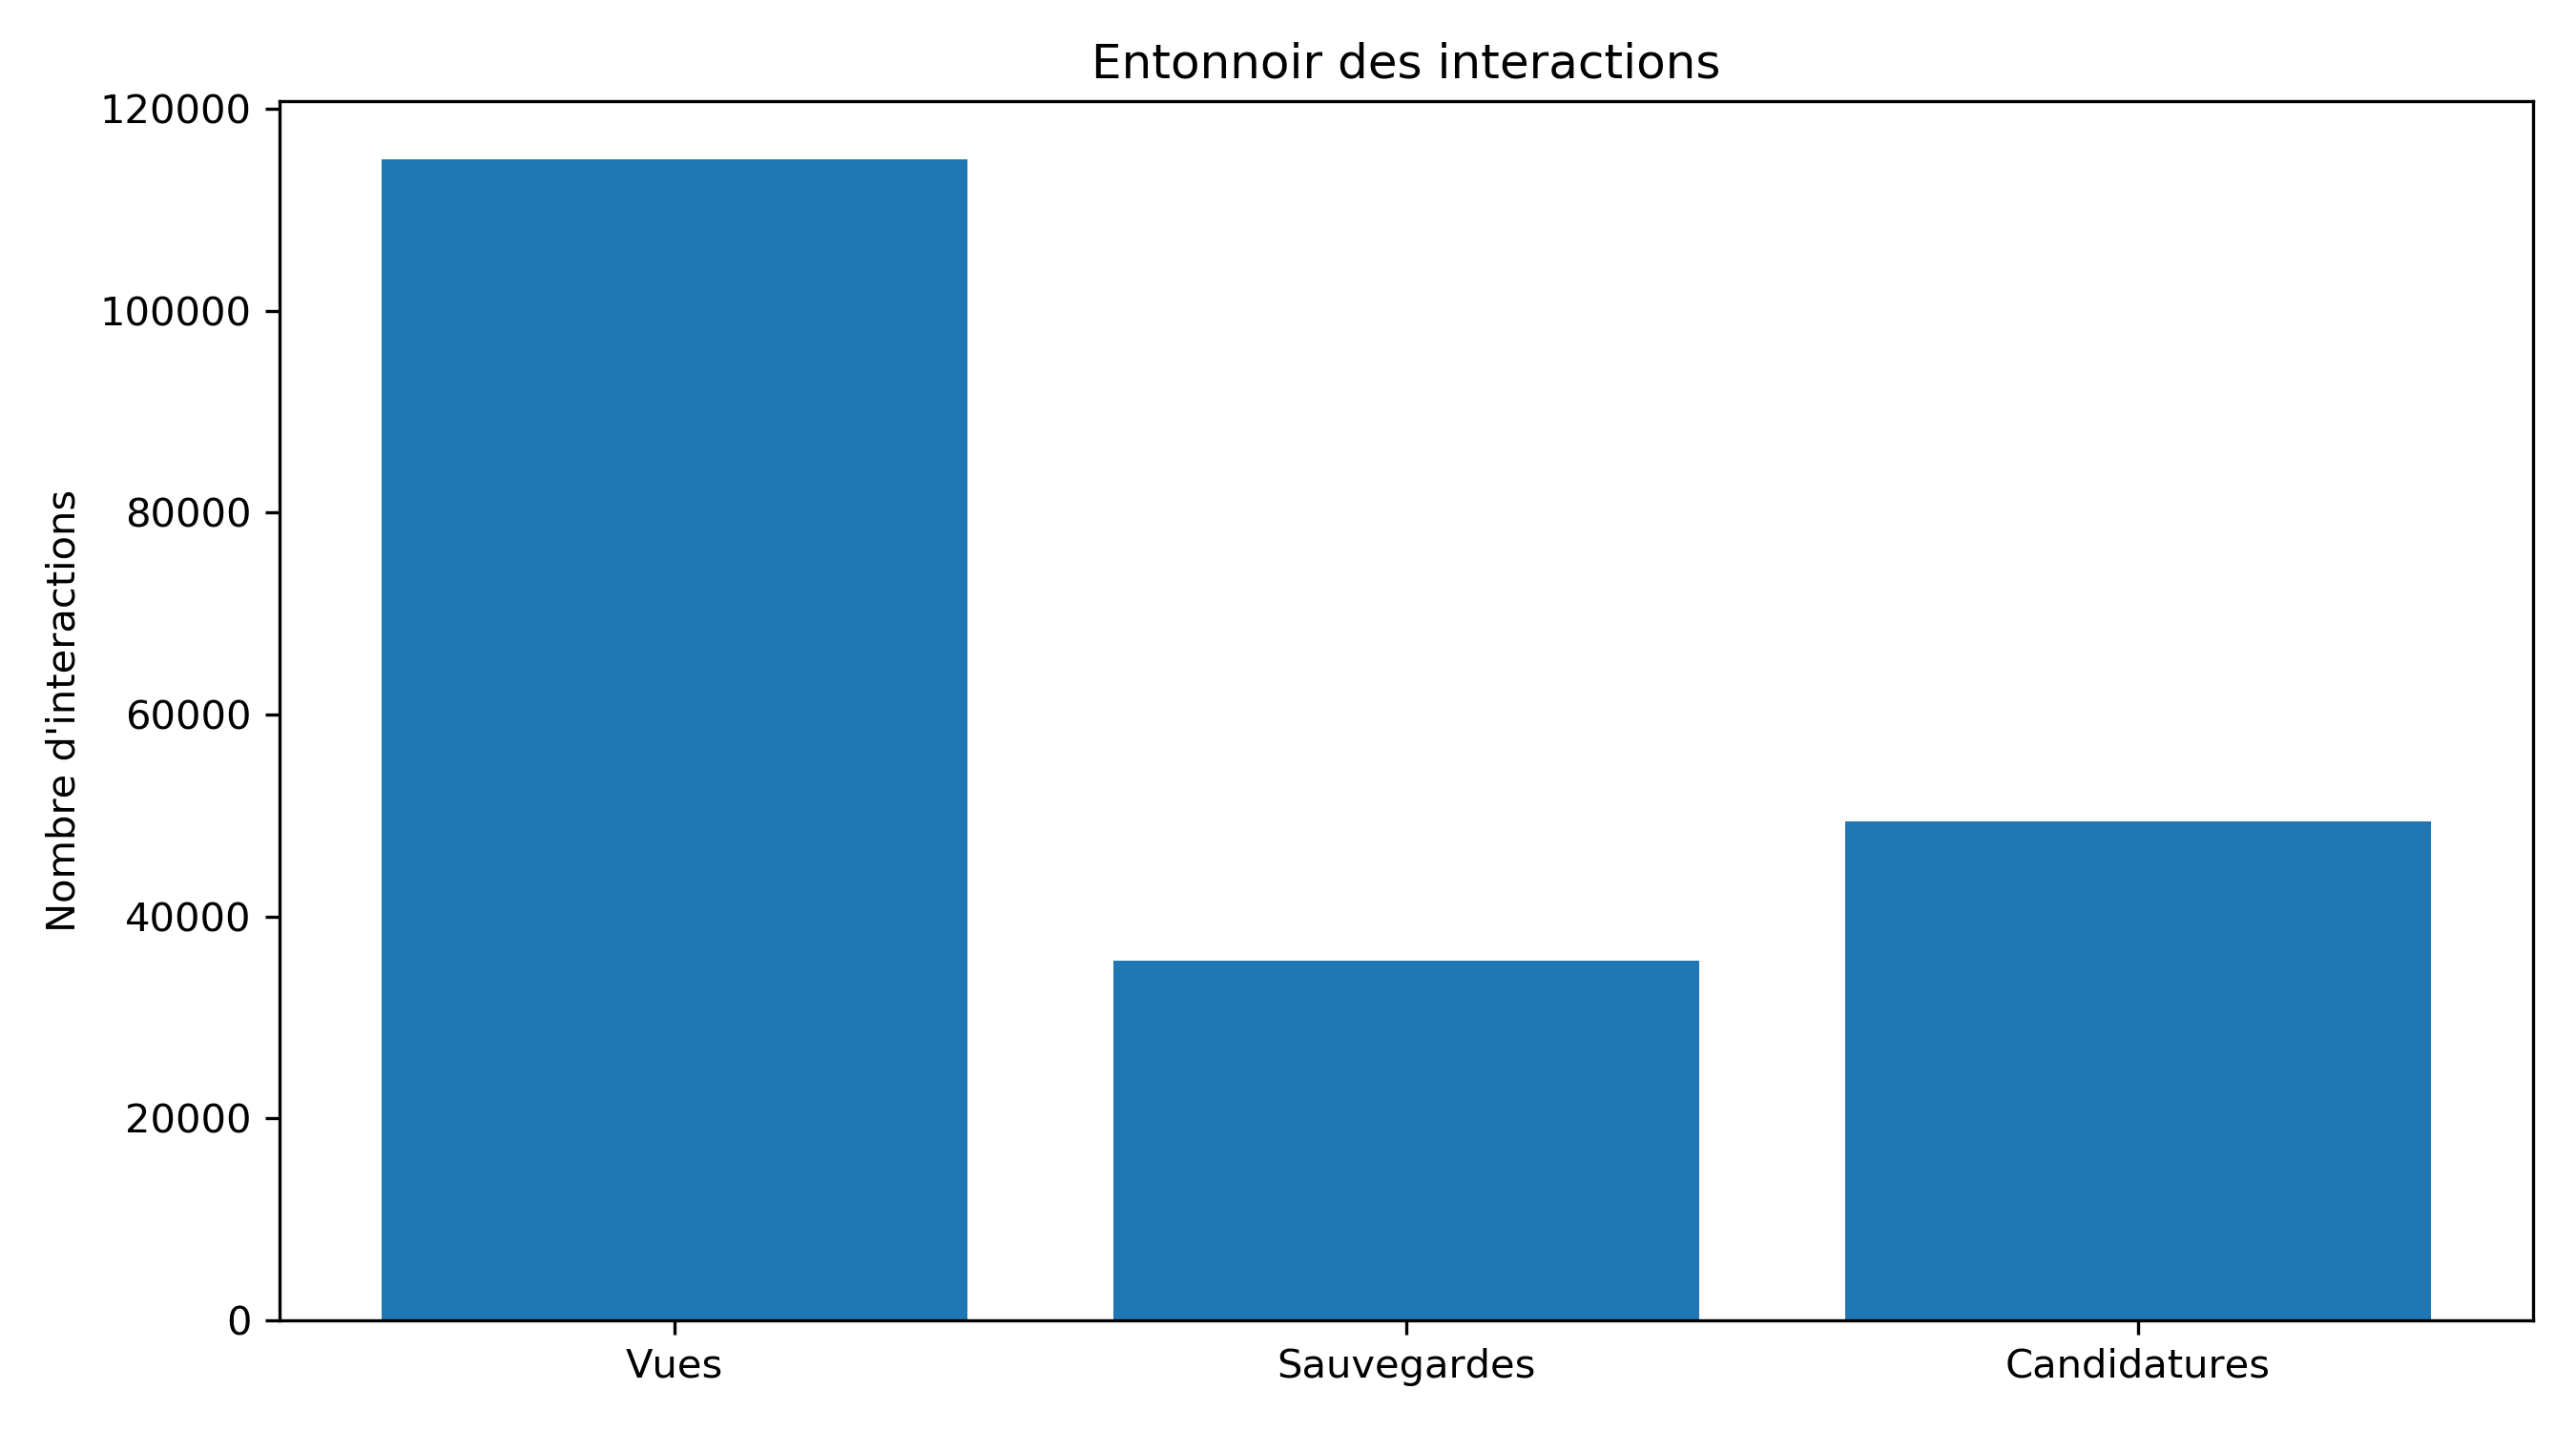 Entonnoir des interactions
120000
100000
80000
60000
40000
20000
0
Nombre d'interactions
Vues
Sauvegardes
Candidatures